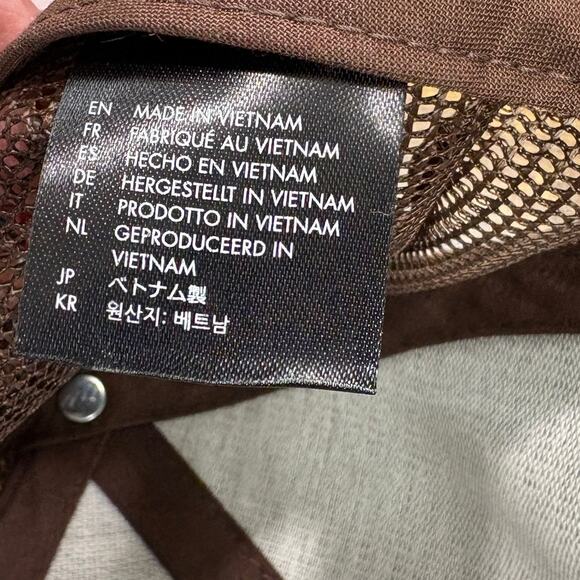 EN MADE IN VIETNAM
FR FABRIQUÉ AU VIETNAM
ES HECHO EN VIETNAM
DE HERGESTELLT IN VIETNAM
IT PRODOTTO IN VIETNAM
NL GEPRODUCEERD IN
VIETNAM
JP ベトナム製
KR 원산지: 베트남